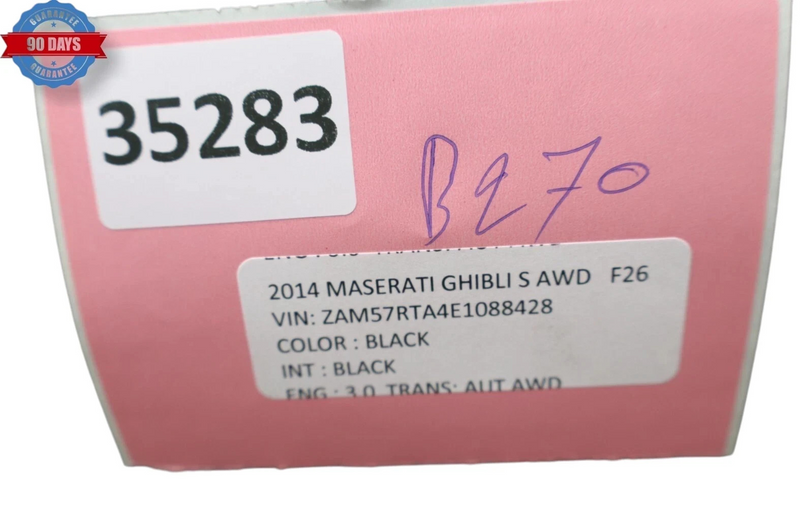 GUARANTEE
90 DAYS
GUARANTEE
35283
B270
2014 MASERATI GHIBLI S AWD F26
VIN: ZAM57RTA4E1088428
COLOR : BLACK
INT : BLACK
ENG : 3.0 TRANS: AUT AWD